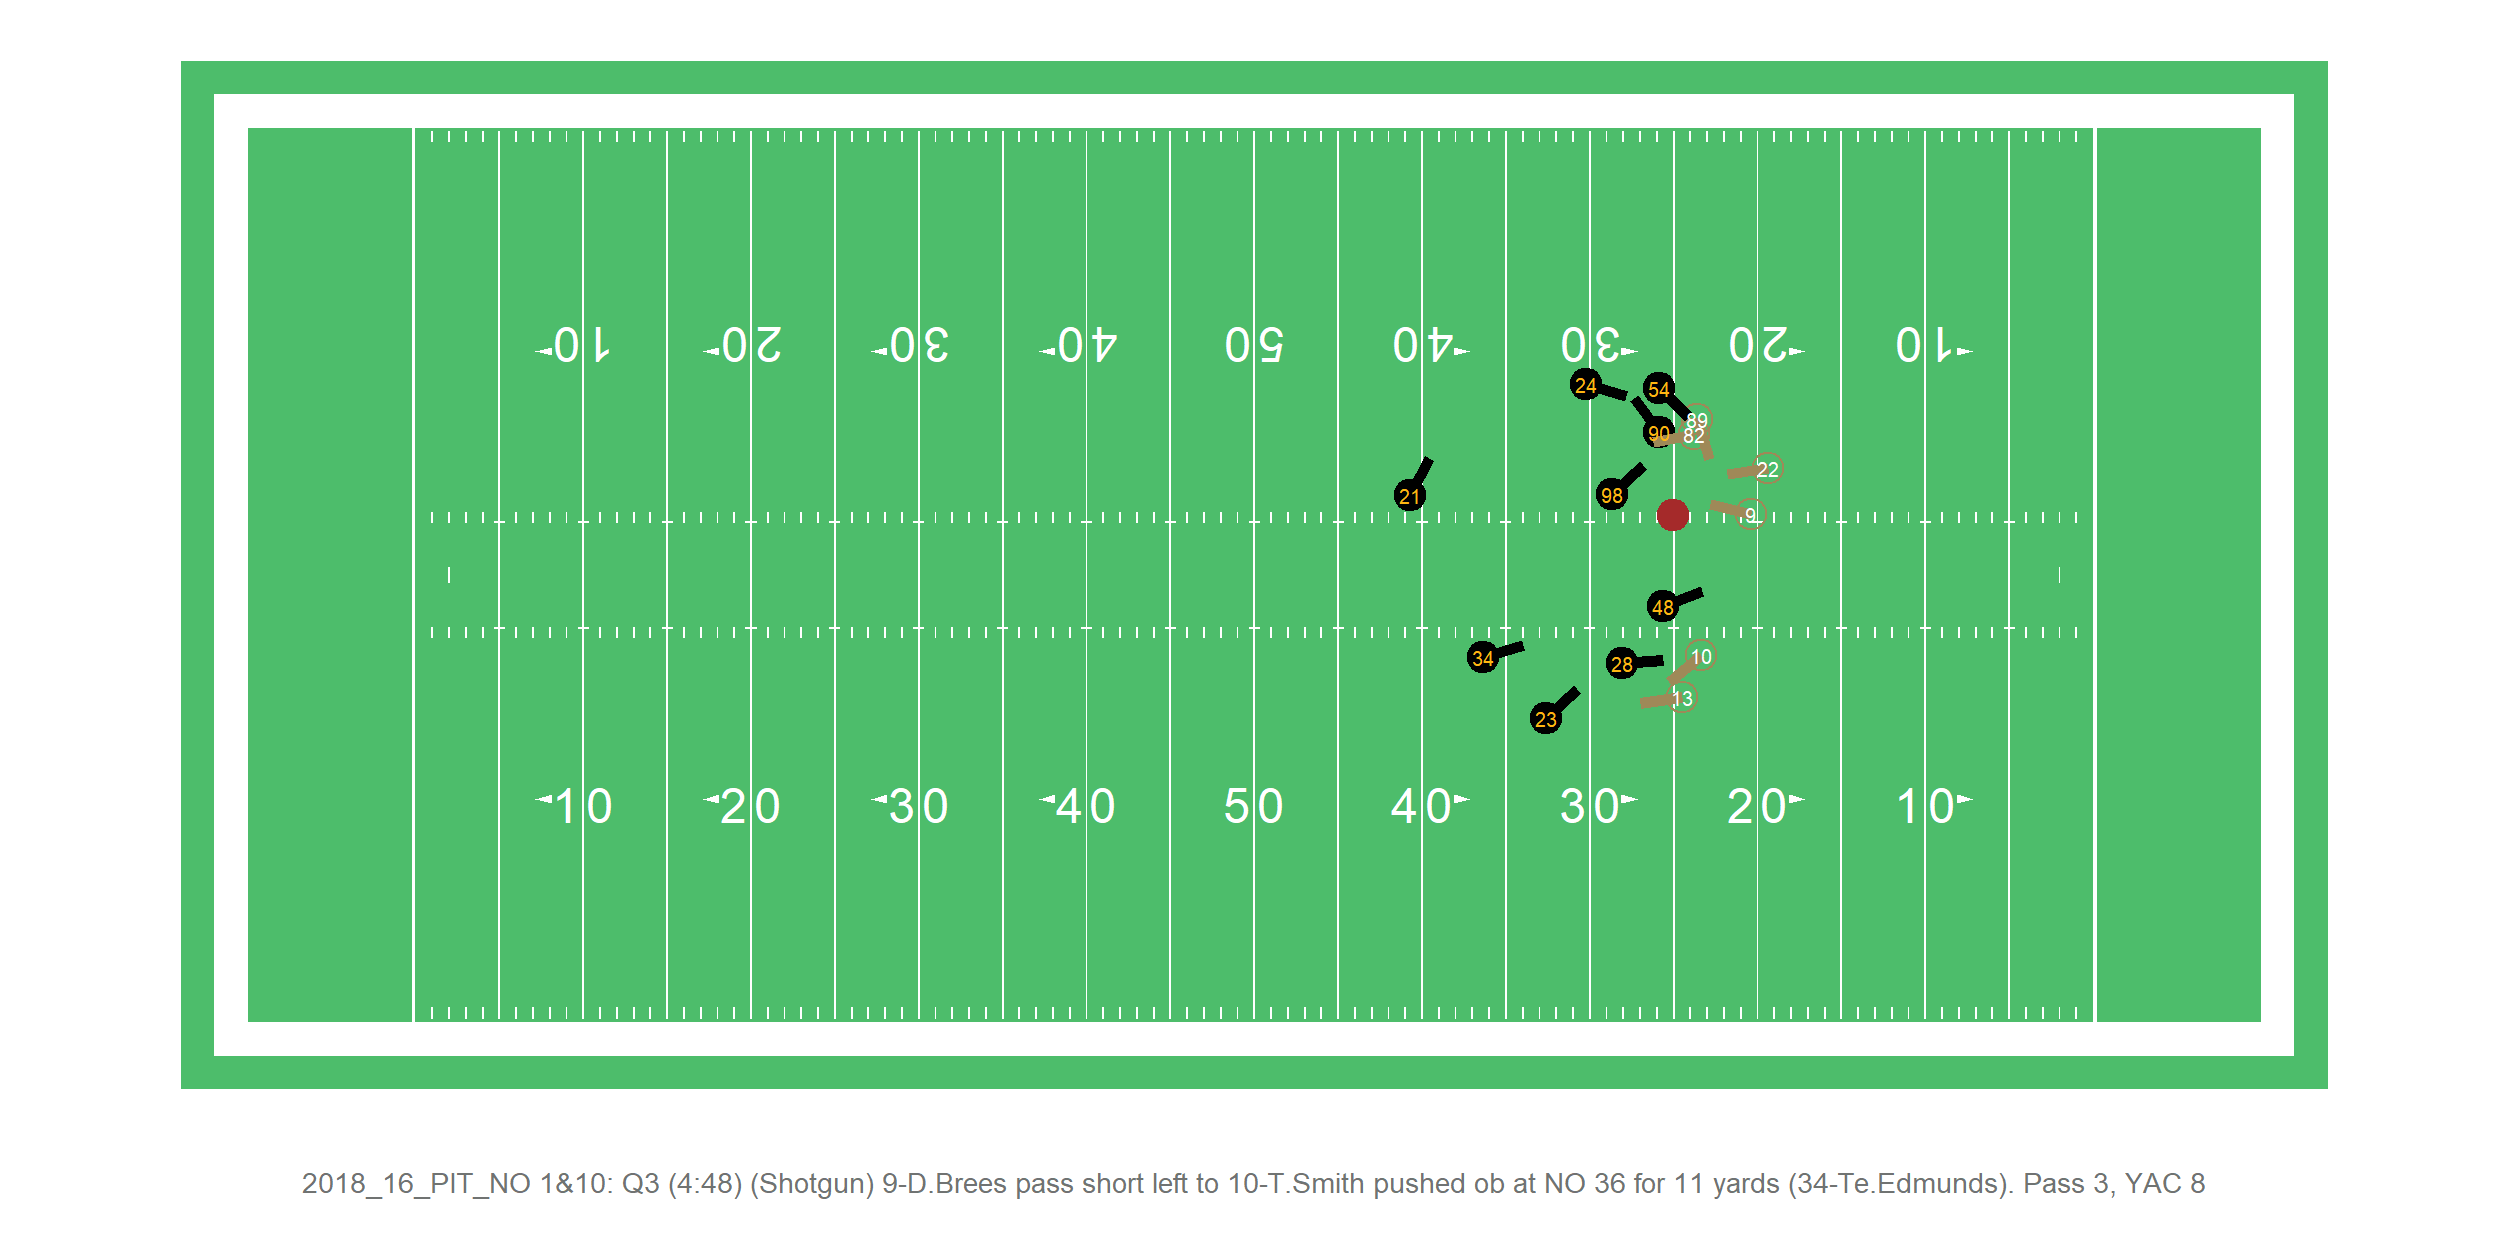 10 20 30 40 50 40 30 20 10
24 54
89
90 82
22
21 98
9
48
34 28 10
13
23
10 20 30 40 50 40 30 20 10
2018_16_PIT_NO 1&10: Q3 (4:48) (Shotgun) 9-D.Brees pass short left to 10-T.Smith pushed ob at NO 36 for 11 yards (34-Te.Edmunds). Pass 3, YAC 8